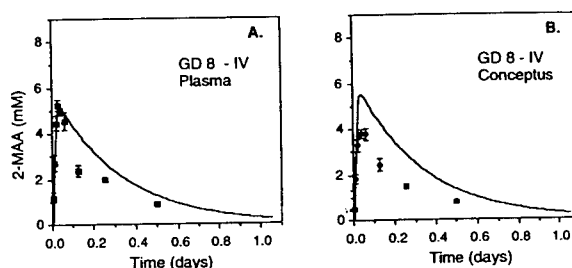 A.
GD 8 - IV
Plasma
2-MAA (mM)
8
6
4
2
0
0.0 0.2 0.4 0.6 0.8 1.0
Time (days)
B.
GD 8 - IV
Conceptus
8
6
4
2
0
0.0 0.2 0.4 0.6 0.8 1.0
Time (days)